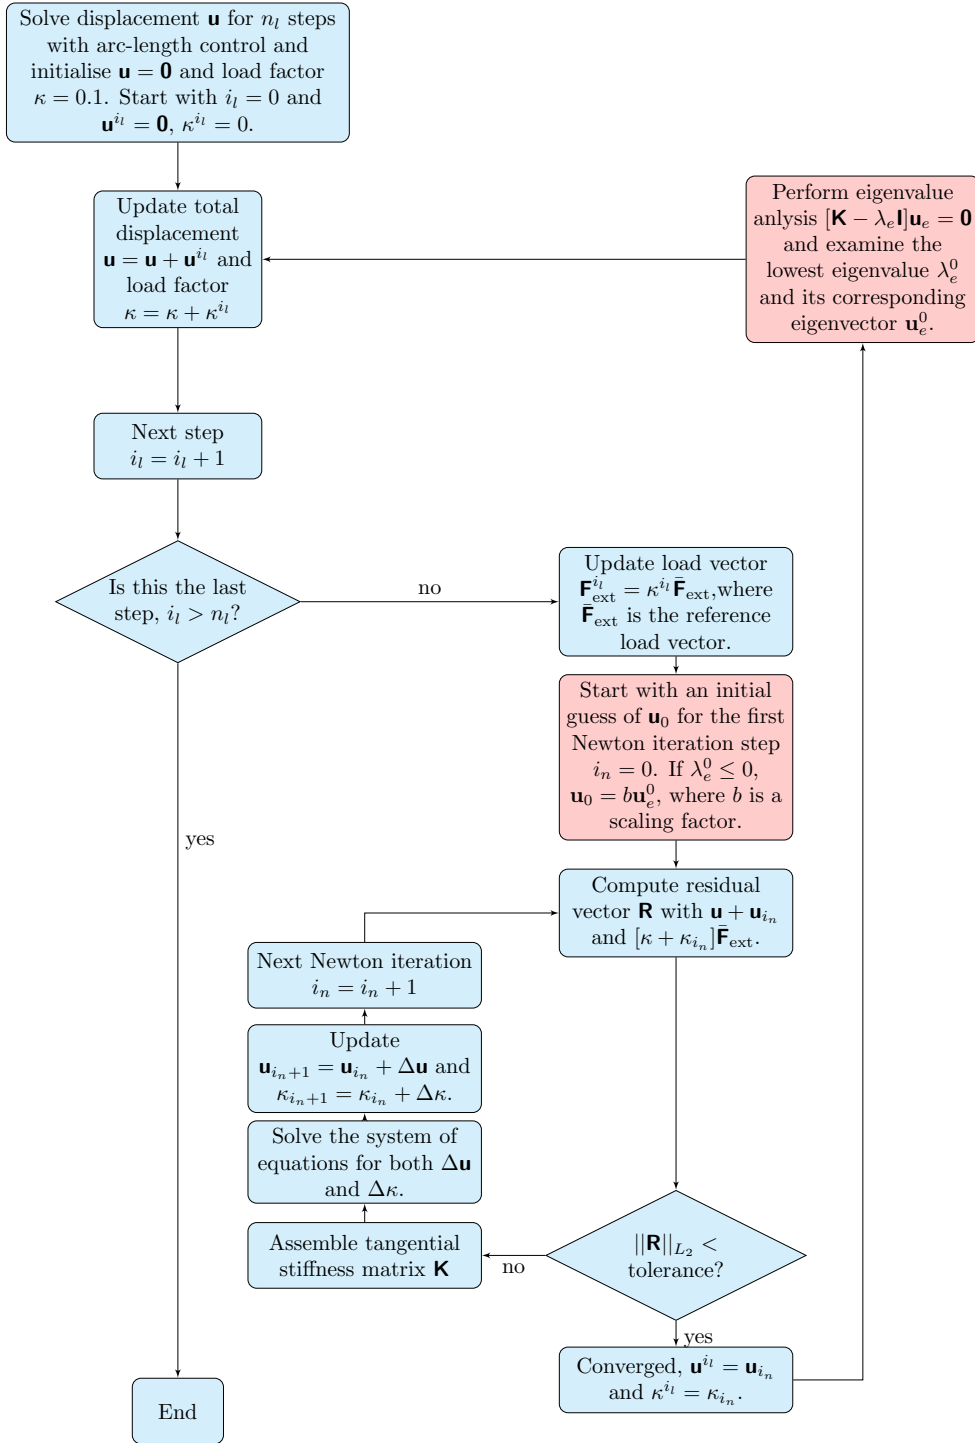 Solve displacement u for n_l steps
with arc-length control and
initialise u = 0 and load factor
κ = 0.1. Start with i_l = 0 and
u^{i_l} = 0, κ^{i_l} = 0.
Update total
displacement
u = u + u^{i_l} and
load factor
κ = κ + κ^{i_l}
Perform eigenvalue
anlysis [K − λ_e I]u_e = 0
and examine the
lowest eigenvalue λ_e^0
and its corresponding
eigenvector u_e^0.
Next step
i_l = i_l + 1
Is this the last
step, i_l > n_l?
no
Update load vector
F_ext^{i_l} = κ^{i_l} F̄_ext,where
F̄_ext is the reference
load vector.
Start with an initial
guess of u_0 for the first
Newton iteration step
i_n = 0. If λ_e^0 ≤ 0,
u_0 = bu_e^0, where b is a
scaling factor.
yes
Compute residual
vector R with u + u_{i_n}
and [κ + κ_{i_n}]F̄_ext.
Next Newton iteration
i_n = i_n + 1
Update
u_{i_n+1} = u_{i_n} + Δu and
κ_{i_n+1} = κ_{i_n} + Δκ.
Solve the system of
equations for both Δu
and Δκ.
Assemble tangential
stiffness matrix K
no
||R||_{L_2} <
tolerance?
yes
Converged, u^{i_l} = u_{i_n}
and κ^{i_l} = κ_{i_n}.
End